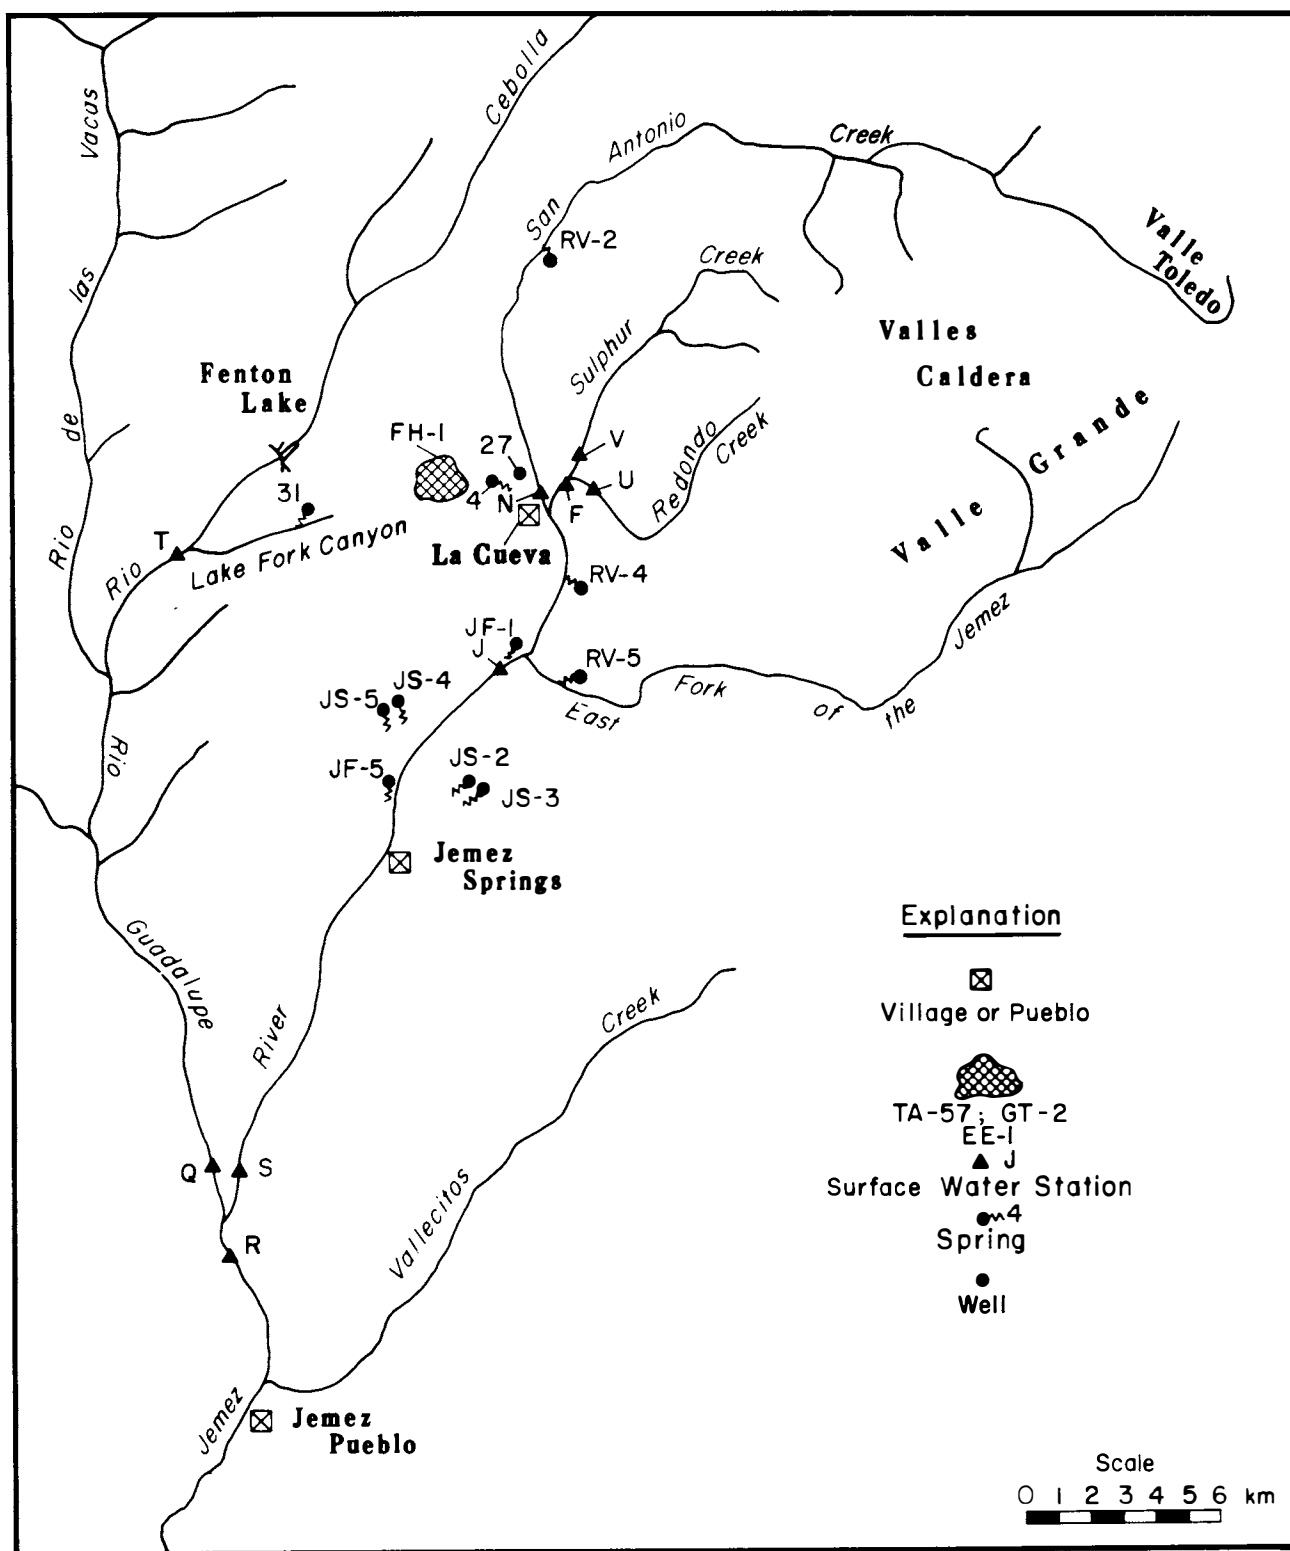 Cebolla
Vacas
Antonio
Creek
San
RV-2
Valle
Toledo
Creek
las
Sulphur
Valles
Caldera
Fenton
Lake
Grande
Redondo
Creek
de
FH-1
27
V
31
4
N
U
F
Valle
T
Lake Fork Canyon
La Cueva
Rio
Rio
RV-4
Jemez
JF-1
J
RV-5
JS-4
JS-5
East
Fork
of
the
Rio
JF-5
JS-2
JS-3
Jemez
Springs
Guadalupe
River
Creek
Explanation
Village or Pueblo
TA-57; GT-2
EE-1
J
Surface Water Station
4
Spring
Well
Q
S
R
Vallecitos
Jemez
Jemez
Pueblo
Scale
0 1 2 3 4 5 6 km